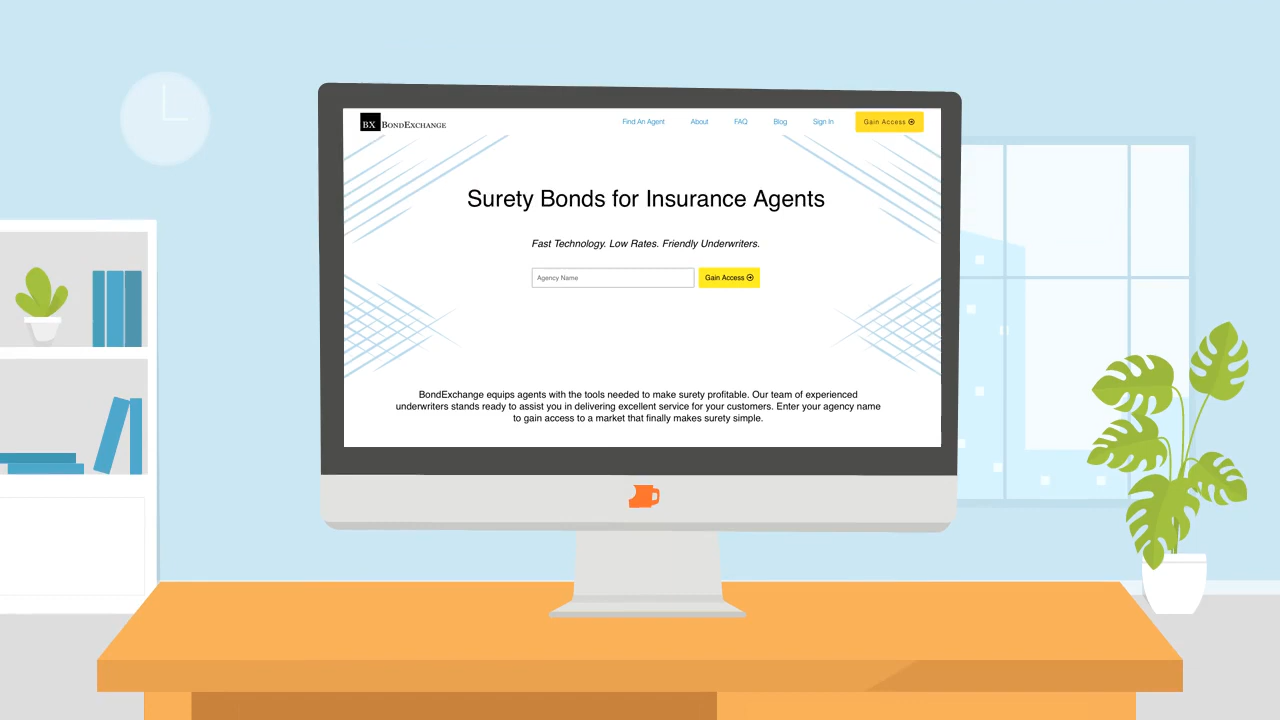 BX BONDEXCHANGE
Find An Agent About FAQ Blog Sign In Gain Access
Surety Bonds for Insurance Agents
Fast Technology. Low Rates. Friendly Underwriters.
Agency Name Gain Access
BondExchange equips agents with the tools needed to make surety profitable. Our team of experienced
underwriters stands ready to assist you in delivering excellent service for your customers. Enter your agency name
to gain access to a market that finally makes surety simple.